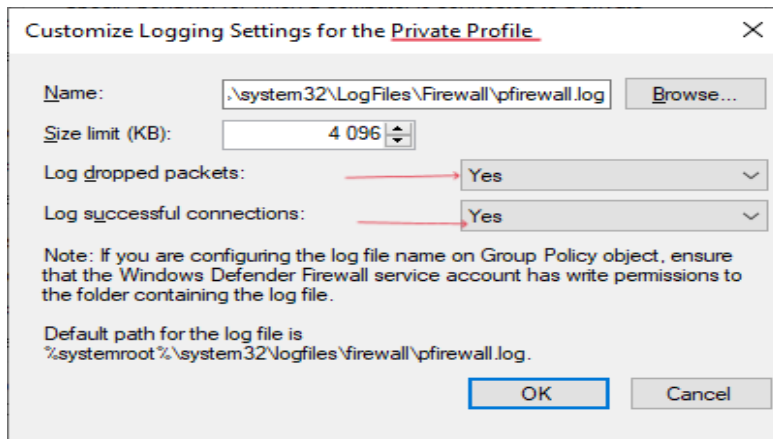 Customize Logging Settings for the Private Profile
Name:
.\system32\LogFiles\Firewall\pfirewall.log
Browse...
Size limit (KB):
4 096
Log dropped packets:
Yes
Log successful connections:
Yes
Note: If you are configuring the log file name on Group Policy object, ensure
that the Windows Defender Firewall service account has write permissions to
the folder containing the log file.
Default path for the log file is
%systemroot%\system32\logfiles\firewall\pfirewall.log.
OK
Cancel